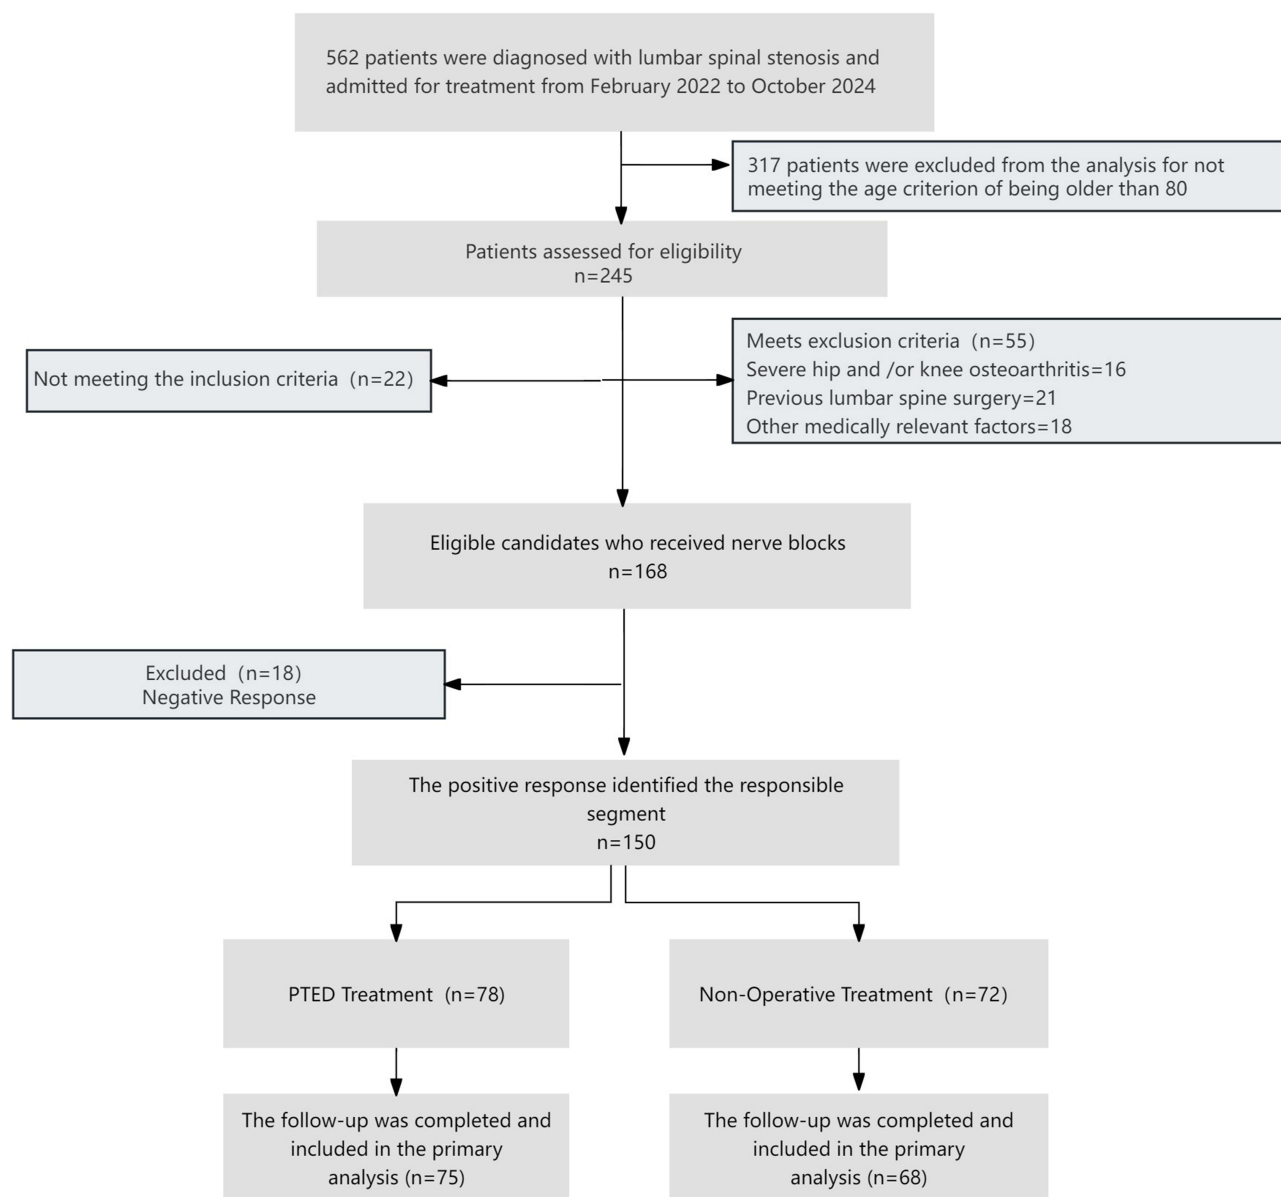 562 patients were diagnosed with lumbar spinal stenosis and
admitted for treatment from February 2022 to October 2024
317 patients were excluded from the analysis for not
meeting the age criterion of being older than 80
Patients assessed for eligibility
n=245
Not meeting the inclusion criteria（n=22）
Meets exclusion criteria（n=55）
Severe hip and /or knee osteoarthritis=16
Previous lumbar spine surgery=21
Other medically relevant factors=18
Eligible candidates who received nerve blocks
n=168
Excluded（n=18）
Negative Response
The positive response identified the responsible
segment
n=150
PTED Treatment (n=78)
Non-Operative Treatment（n=72）
The follow-up was completed and
included in the primary
analysis (n=75)
The follow-up was completed and
included in the primary
analysis (n=68)